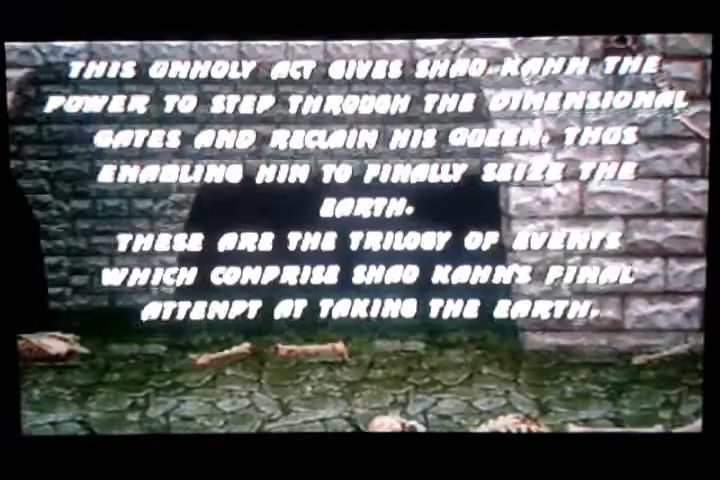 THIS UNHOLY ACT GIVES SHAO KAHN THE
POWER TO STEP THROUGH THE DIMENSIONAL
GATES AND RECLAIM HIS QUEEN. THUS
ENABLING HIM TO FINALLY SEIZE THE
EARTH.
THESE ARE THE TRILOGY OF EVENTS
WHICH COMPRISE SHAO KAHN'S FINAL
ATTEMPT AT TAKING THE EARTH.